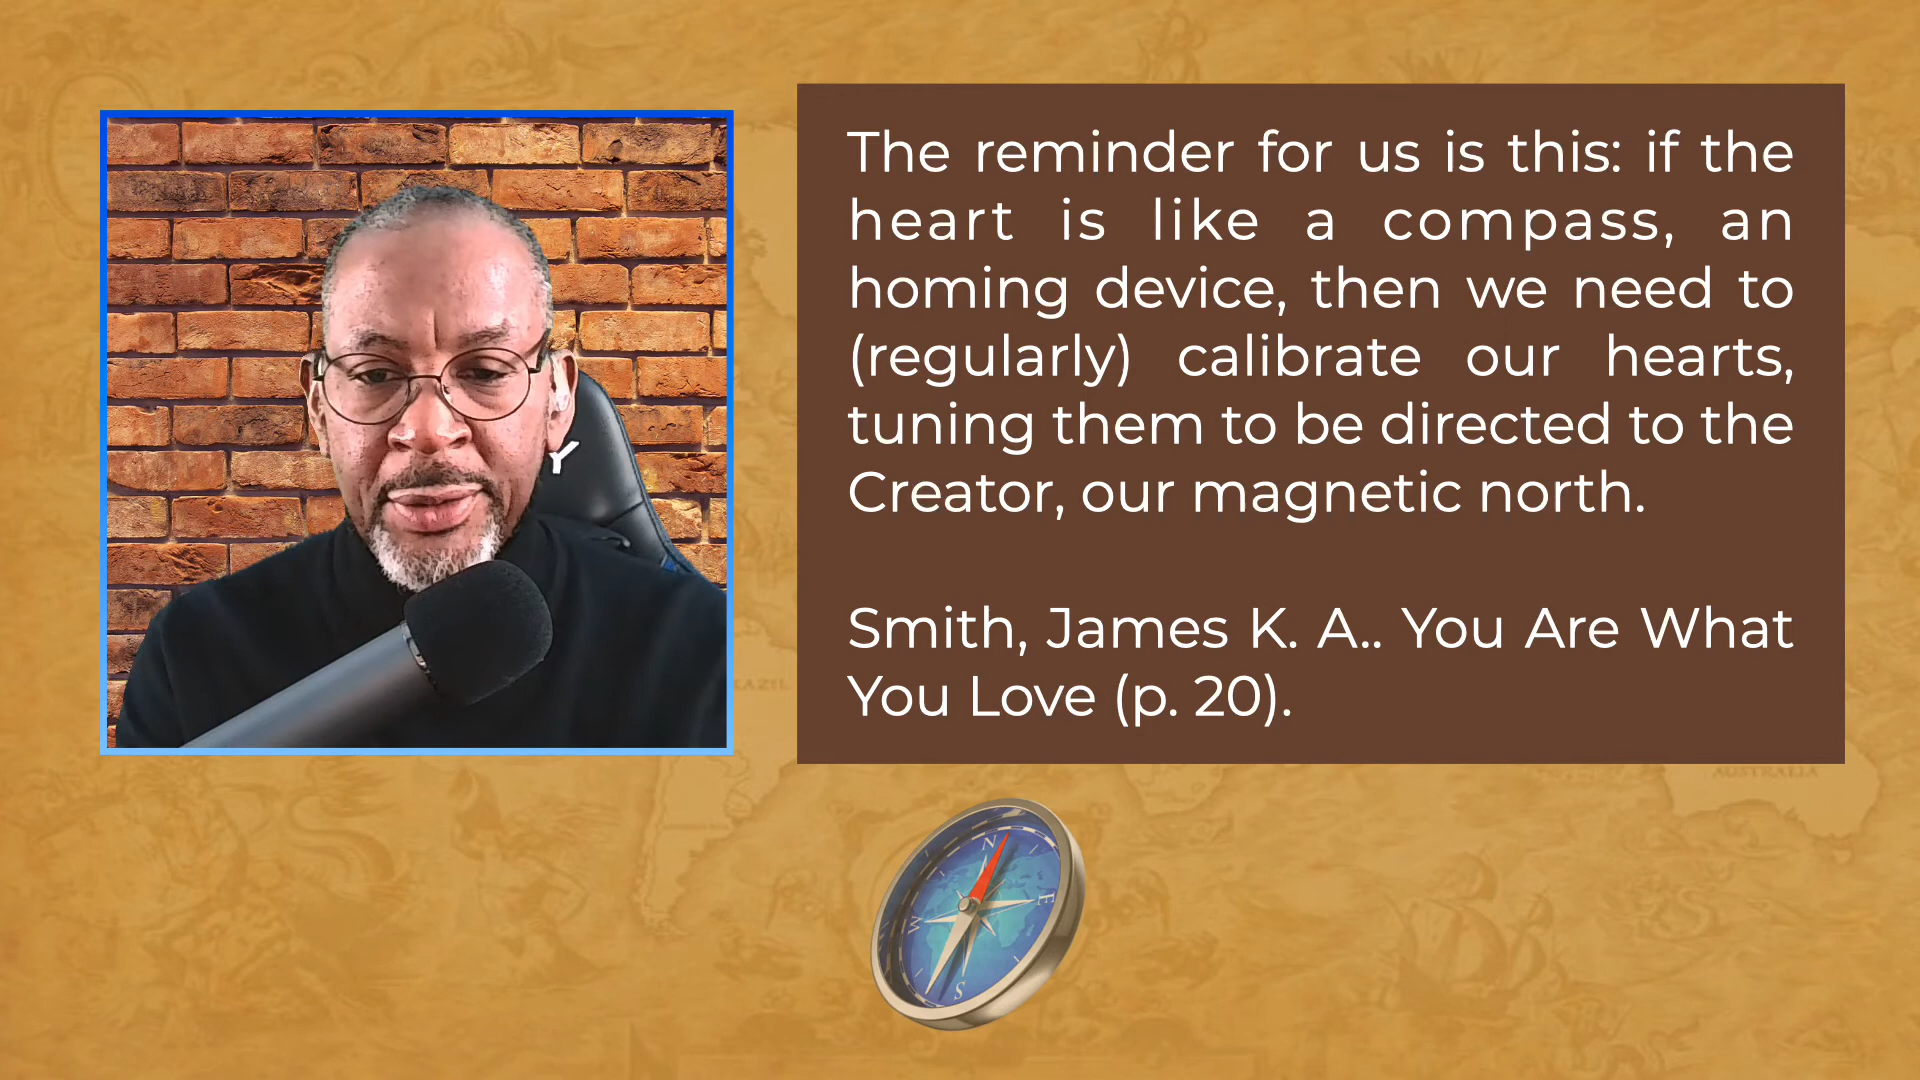 The reminder for us is this: if the
heart is like a compass, an
homing device, then we need to
(regularly) calibrate our hearts,
tuning them to be directed to the
Creator, our magnetic north.
Smith, James K. A.. You Are What
You Love (p. 20).
AUSTRALIA
N
E
W
S